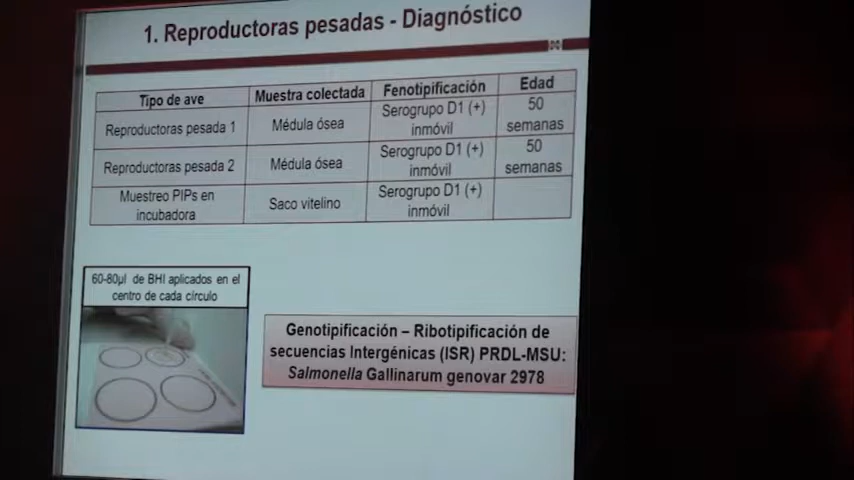 1. Reproductoras pesadas - Diagnóstico
Tipo de ave
Muestra colectada
Fenotipificación
Edad
Reproductoras pesada 1
Médula ósea
Serogrupo D1 (+)
inmóvil
50
semanas
Reproductoras pesada 2
Médula ósea
Serogrupo D1 (+)
inmóvil
50
semanas
Muestreo PIPs en
incubadora
Saco vitelino
Serogrupo D1 (+)
inmóvil
60-80µl de BHI aplicados en el
centro de cada círculo
Genotipificación – Ribotipificación de
secuencias Intergénicas (ISR) PRDL-MSU:
Salmonella Gallinarum genovar 2978